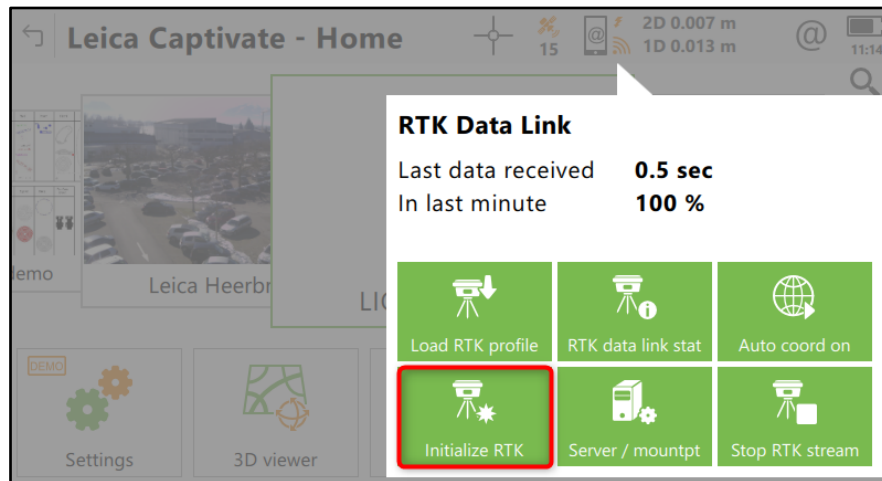 Leica Captivate - Home
15
@
2D 0.007 m
1D 0.013 m
@
11:14
RTK Data Link
Last data received 0.5 sec
In last minute 100 %
Leica Heerbr
Load RTK profile
RTK data link stat
Auto coord on
Initialize RTK
Server / mountpt
Stop RTK stream
DEMO
Settings
3D viewer